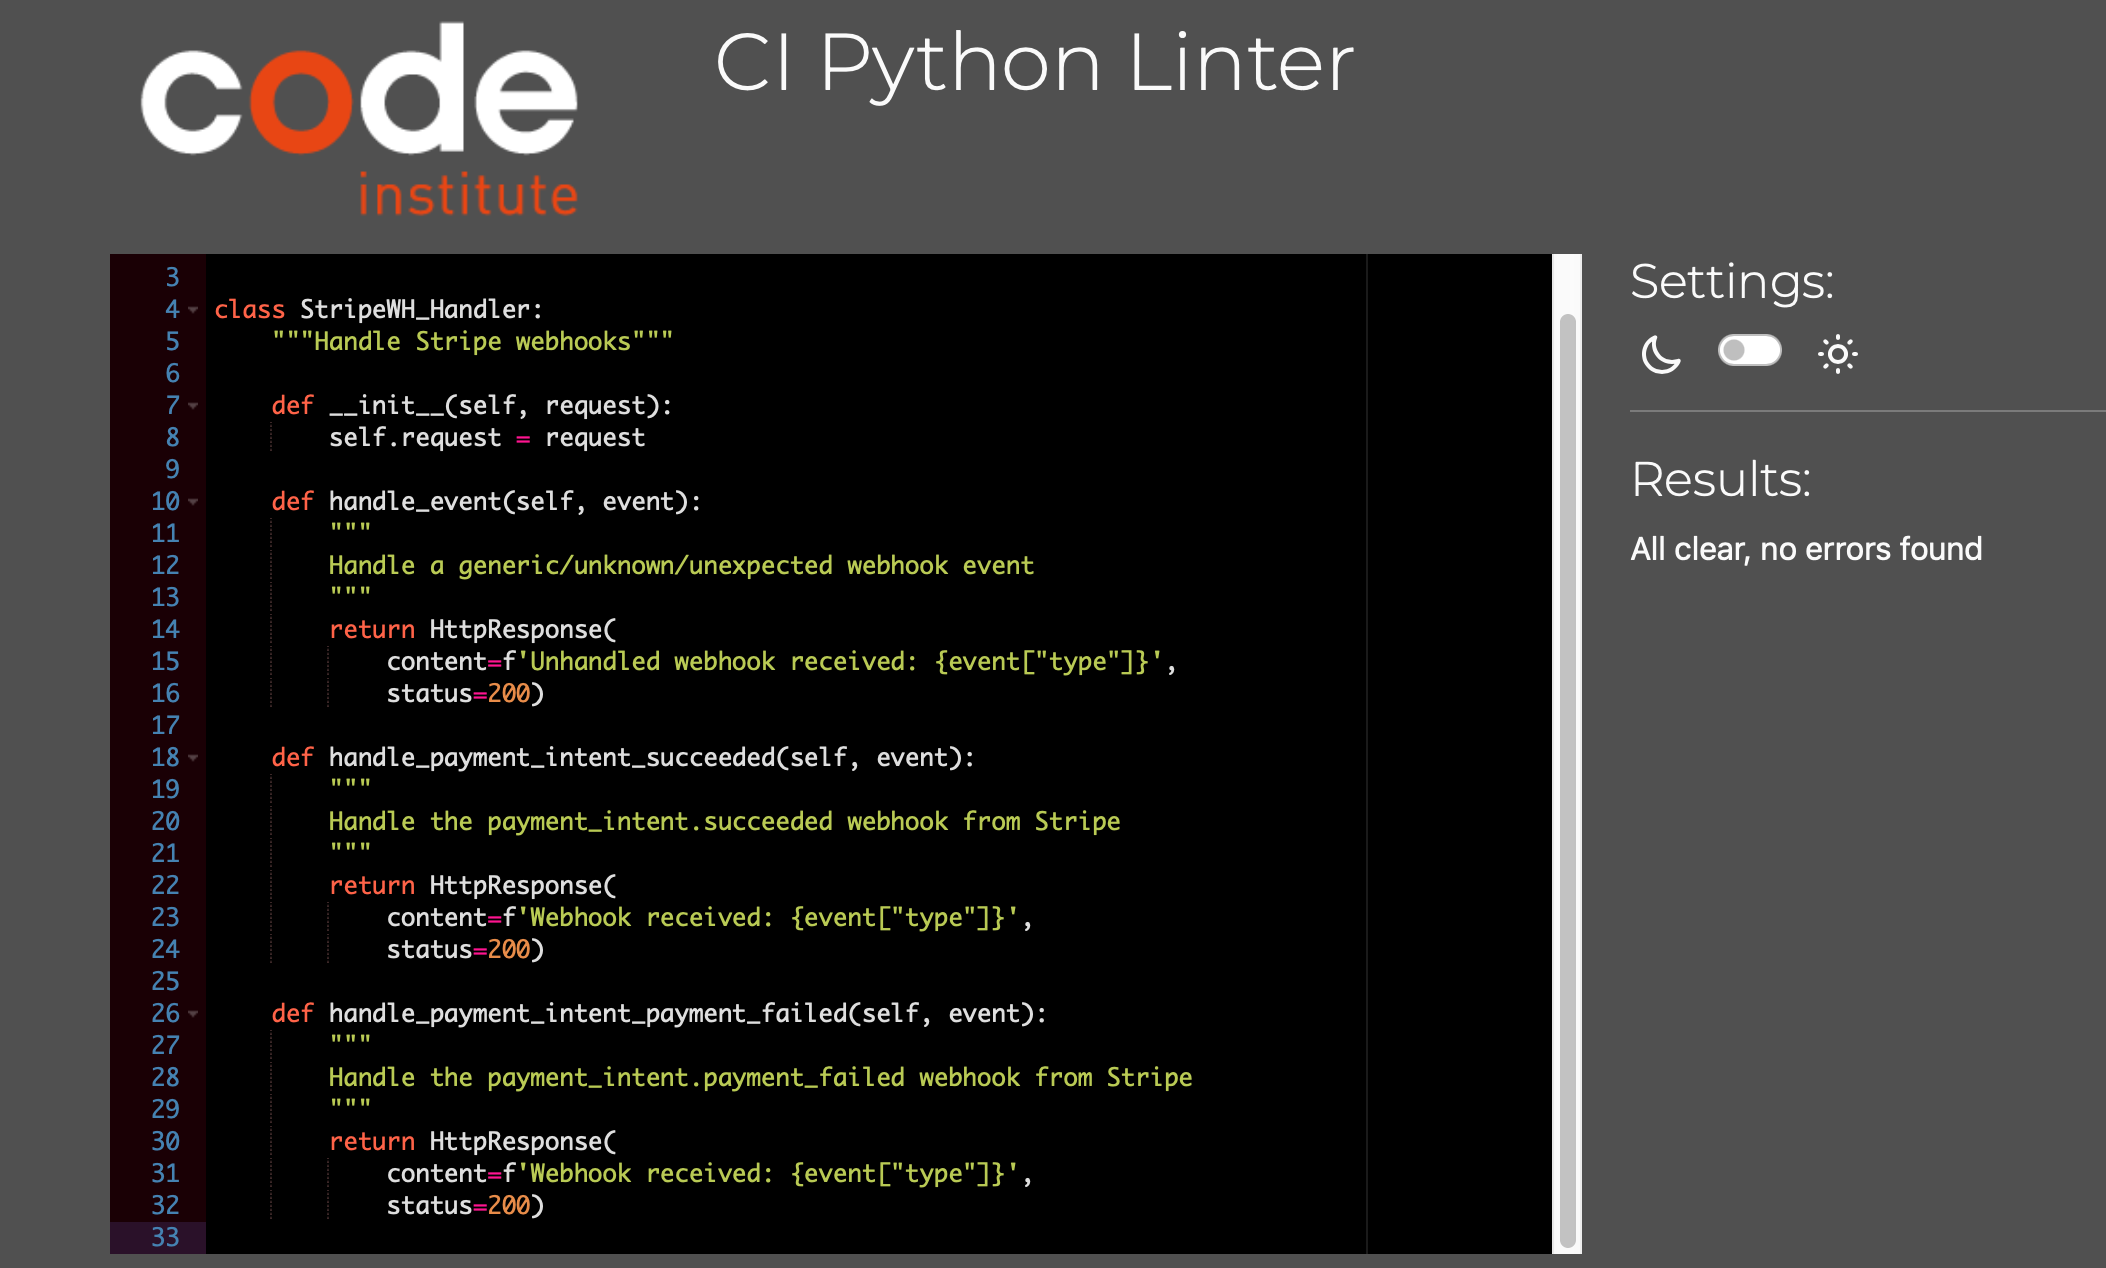 code
institute
CI Python Linter
3
4 class StripeWH_Handler:
5     """Handle Stripe webhooks"""
6
7     def __init__(self, request):
8         self.request = request
9
10     def handle_event(self, event):
11         """
12         Handle a generic/unknown/unexpected webhook event
13         """
14         return HttpResponse(
15             content=f'Unhandled webhook received: {event["type"]}',
16             status=200)
17
18     def handle_payment_intent_succeeded(self, event):
19         """
20         Handle the payment_intent.succeeded webhook from Stripe
21         """
22         return HttpResponse(
23             content=f'Webhook received: {event["type"]}',
24             status=200)
25
26     def handle_payment_intent_payment_failed(self, event):
27         """
28         Handle the payment_intent.payment_failed webhook from Stripe
29         """
30         return HttpResponse(
31             content=f'Webhook received: {event["type"]}',
32             status=200)
33
Settings:
Results:
All clear, no errors found